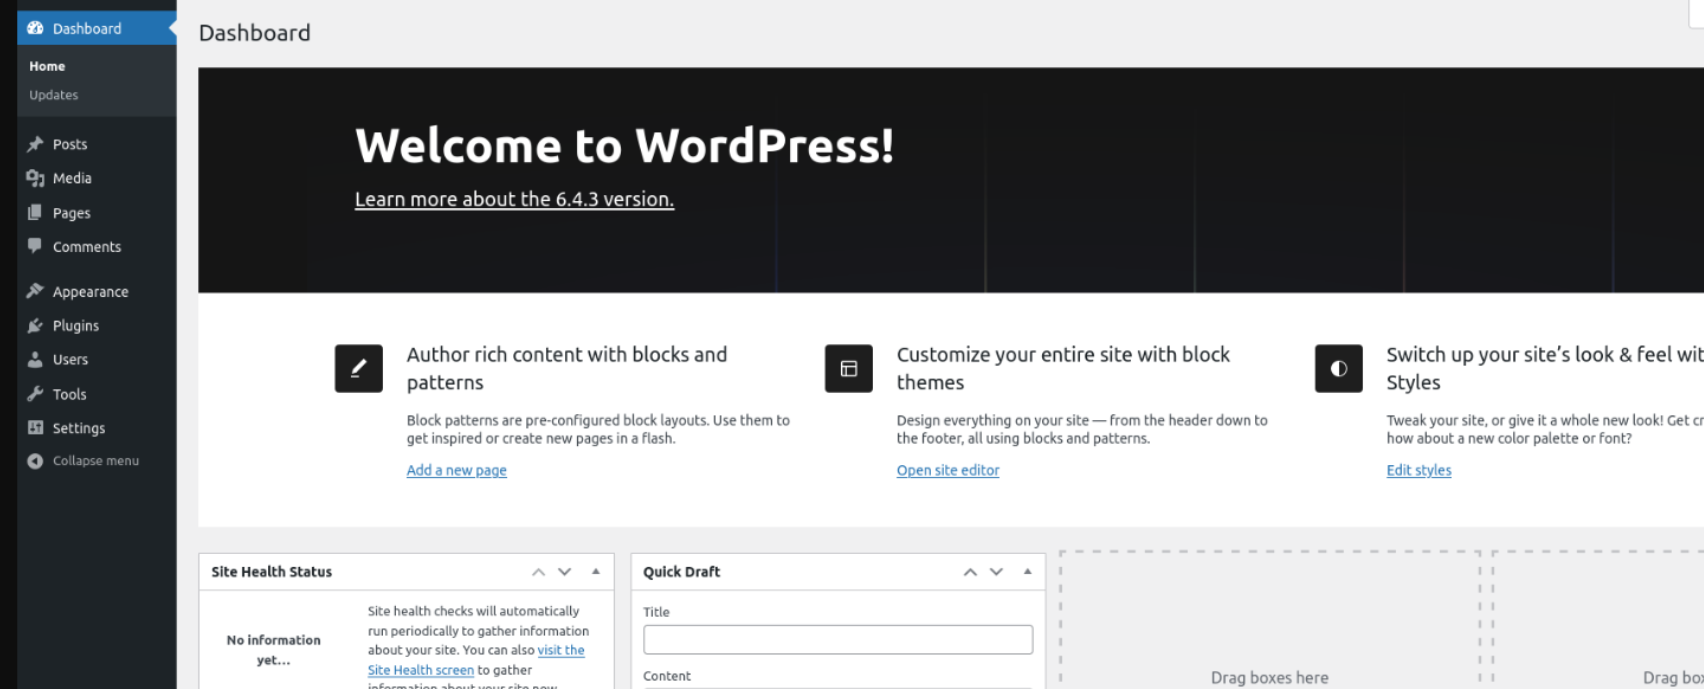 Dashboard
Home
Updates
Posts
Media
Pages
Comments
Appearance
Plugins
Users
Tools
Settings
Collapse menu
Dashboard
Welcome to WordPress!
Learn more about the 6.4.3 version.
Author rich content with blocks and
patterns
Block patterns are pre-configured block layouts. Use them to
get inspired or create new pages in a flash.
Add a new page
Customize your entire site with block
themes
Design everything on your site — from the header down to
the footer, all using blocks and patterns.
Open site editor
Switch up your site’s look & feel
Styles
Tweak your site, or give it a whole new look! Get
how about a new color palette or font?
Edit styles
Site Health Status
No information
yet...
Site health checks will automatically
run periodically to gather information
about your site. You can also visit the
Site Health screen to gather
information about your site now.
Quick Draft
Title
Content
Drag boxes here
Drag